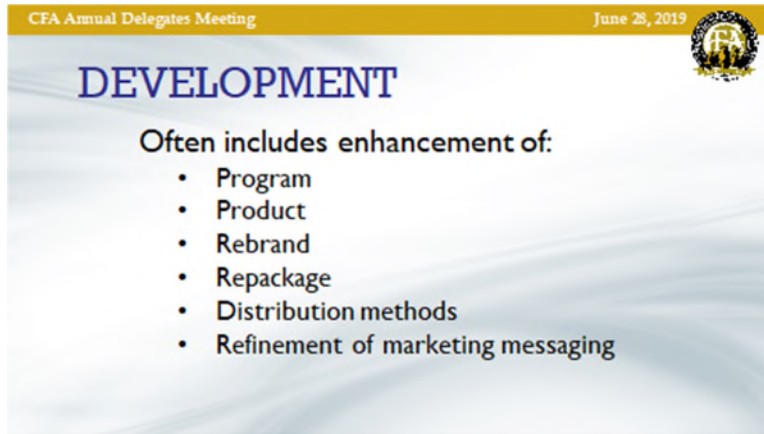 CFA Annual Delegates Meeting
June 28, 2019
CFA
DEVELOPMENT
Often includes enhancement of:
• Program
• Product
• Rebrand
• Repackage
• Distribution methods
• Refinement of marketing messaging